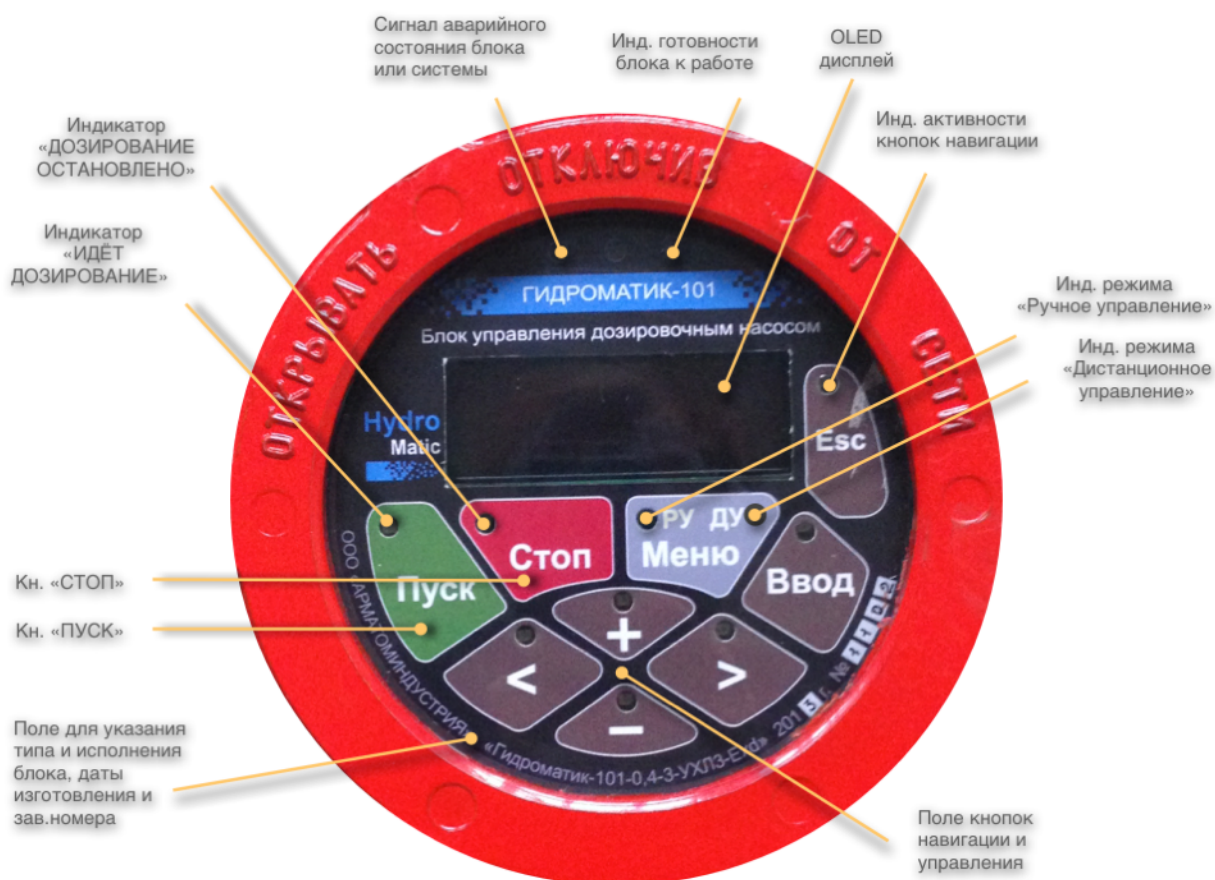 Сигнал аварийного
состояния блока
или системы
Инд. готовности
блока к работе
OLED
дисплей
Инд. активности
кнопок навигации
Индикатор
«ДОЗИРОВАНИЕ
ОСТАНОВЛЕНО»
Индикатор
«ИДЁТ
ДОЗИРОВАНИЕ»
Инд. режима
«Ручное управление»
Инд. режима
«Дистанционное
управление»
ОТКРЫВАТЬ ОТКЛЮЧИВ ОТ СЕТИ
ГИДРОМАТИК-101
Блок управления дозировочным насосом
Hydro
Matic
Esc
РУ ДУ
Пуск
Стоп
Меню
Ввод
+
<
>
–
ООО «АРМАТОМИНДУСТРИЯ» «Гидроматик-101-0,4-3-УХЛ3-Exd» 2013 г. № 1102
Кн. «СТОП»
Кн. «ПУСК»
Поле для указания
типа и исполнения
блока, даты
изготовления и
зав.номера
Поле кнопок
навигации и
управления